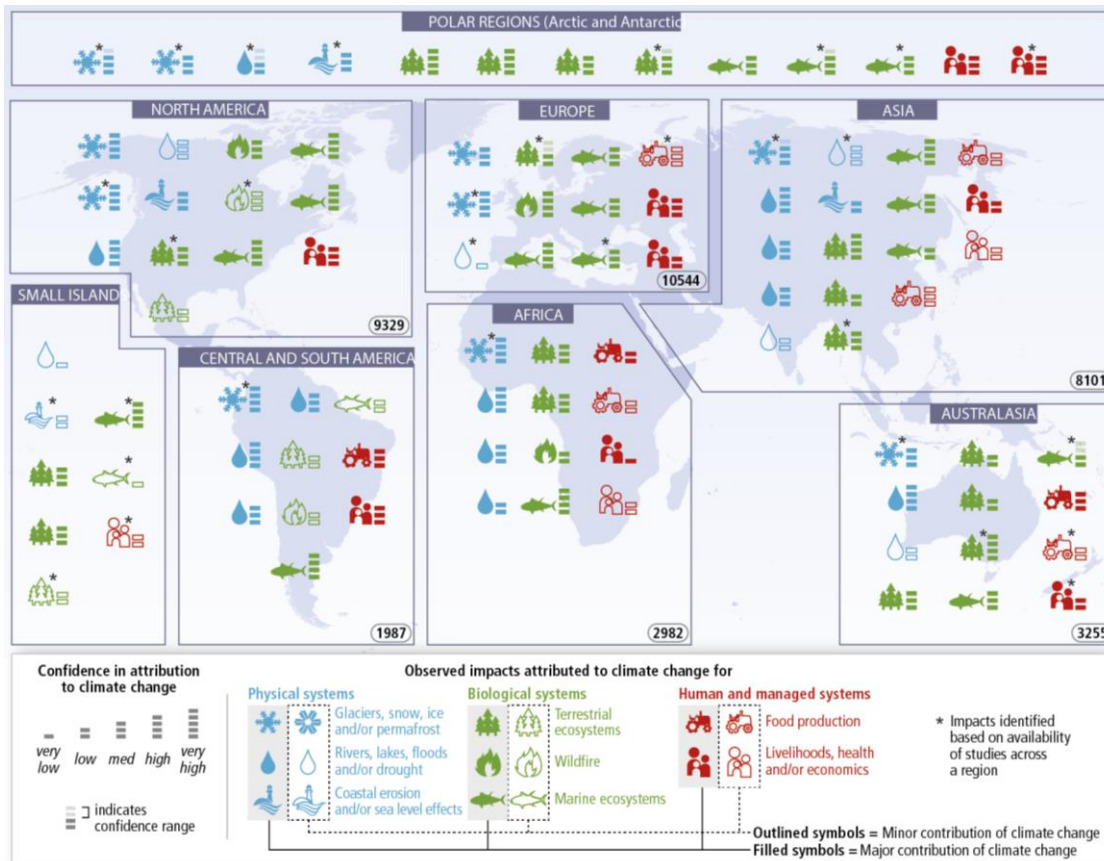 POLAR REGIONS (Arctic and Antarctic
* * * * * * * *
NORTH AMERICA
* * *
9329
EUROPE
* * * * *
10544
ASIA
* * *
8101
SMALL ISLAND
* * * * *
CENTRAL AND SOUTH AMERICA
*
1987
AFRICA
*
2982
AUSTRALASIA
* * * * *
3255
Confidence in attribution
to climate change
very
low
low
med
high
very
high
indicates
confidence range
Observed impacts attributed to climate change for
Physical systems
Glaciers, snow, ice
and/or permafrost
Rivers, lakes, floods
and/or drought
Coastal erosion
and/or sea level effects
Biological systems
Terrestrial
ecosystems
Wildfire
Marine ecosystems
Human and managed systems
Food production
Livelihoods, health
and/or economics
* Impacts identified
based on availability
of studies across
a region
Outlined symbols = Minor contribution of climate change
Filled symbols = Major contribution of climate change